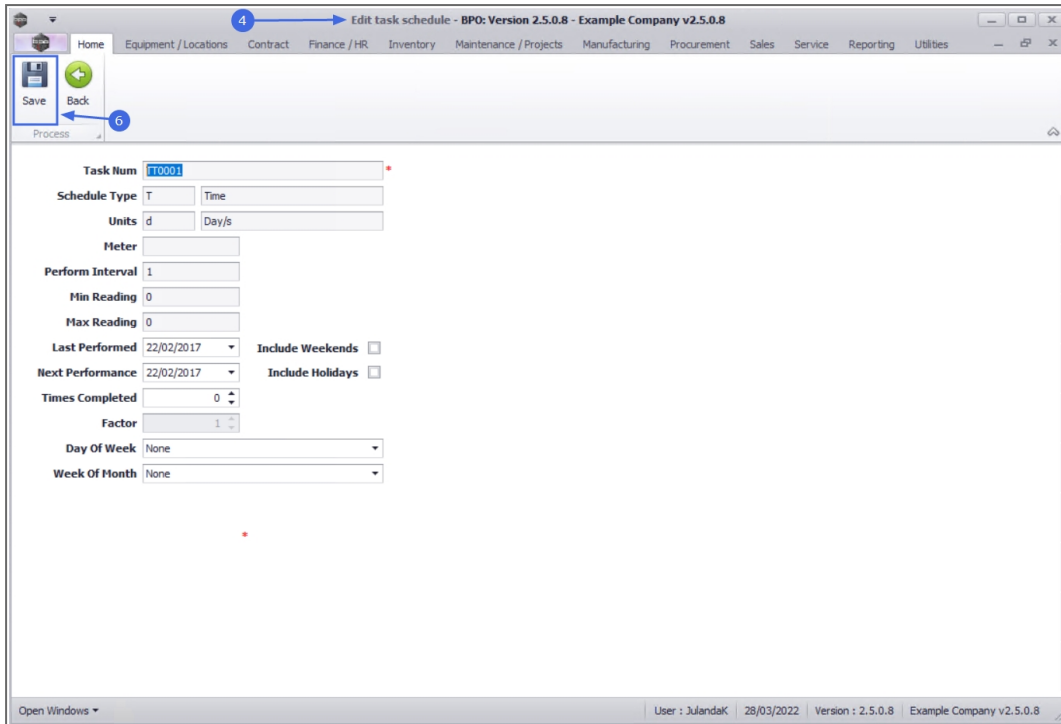 4
Edit task schedule - BPO: Version 2.5.0.8 - Example Company v2.5.0.8
Home Equipment / Locations Contract Finance / HR Inventory Maintenance / Projects Manufacturing Procurement Sales Service Reporting Utilities
Save Back
6
Process
Task Num TT0001 *
Schedule Type T Time
Units d Day/s
Meter
Perform Interval 1
Min Reading 0
Max Reading 0
Last Performed 22/02/2017 Include Weekends
Next Performance 22/02/2017 Include Holidays
Times Completed 0
Factor 1
Day Of Week None
Week Of Month None
*
Open Windows User : JulandaK 28/03/2022 Version : 2.5.0.8 Example Company v2.5.0.8